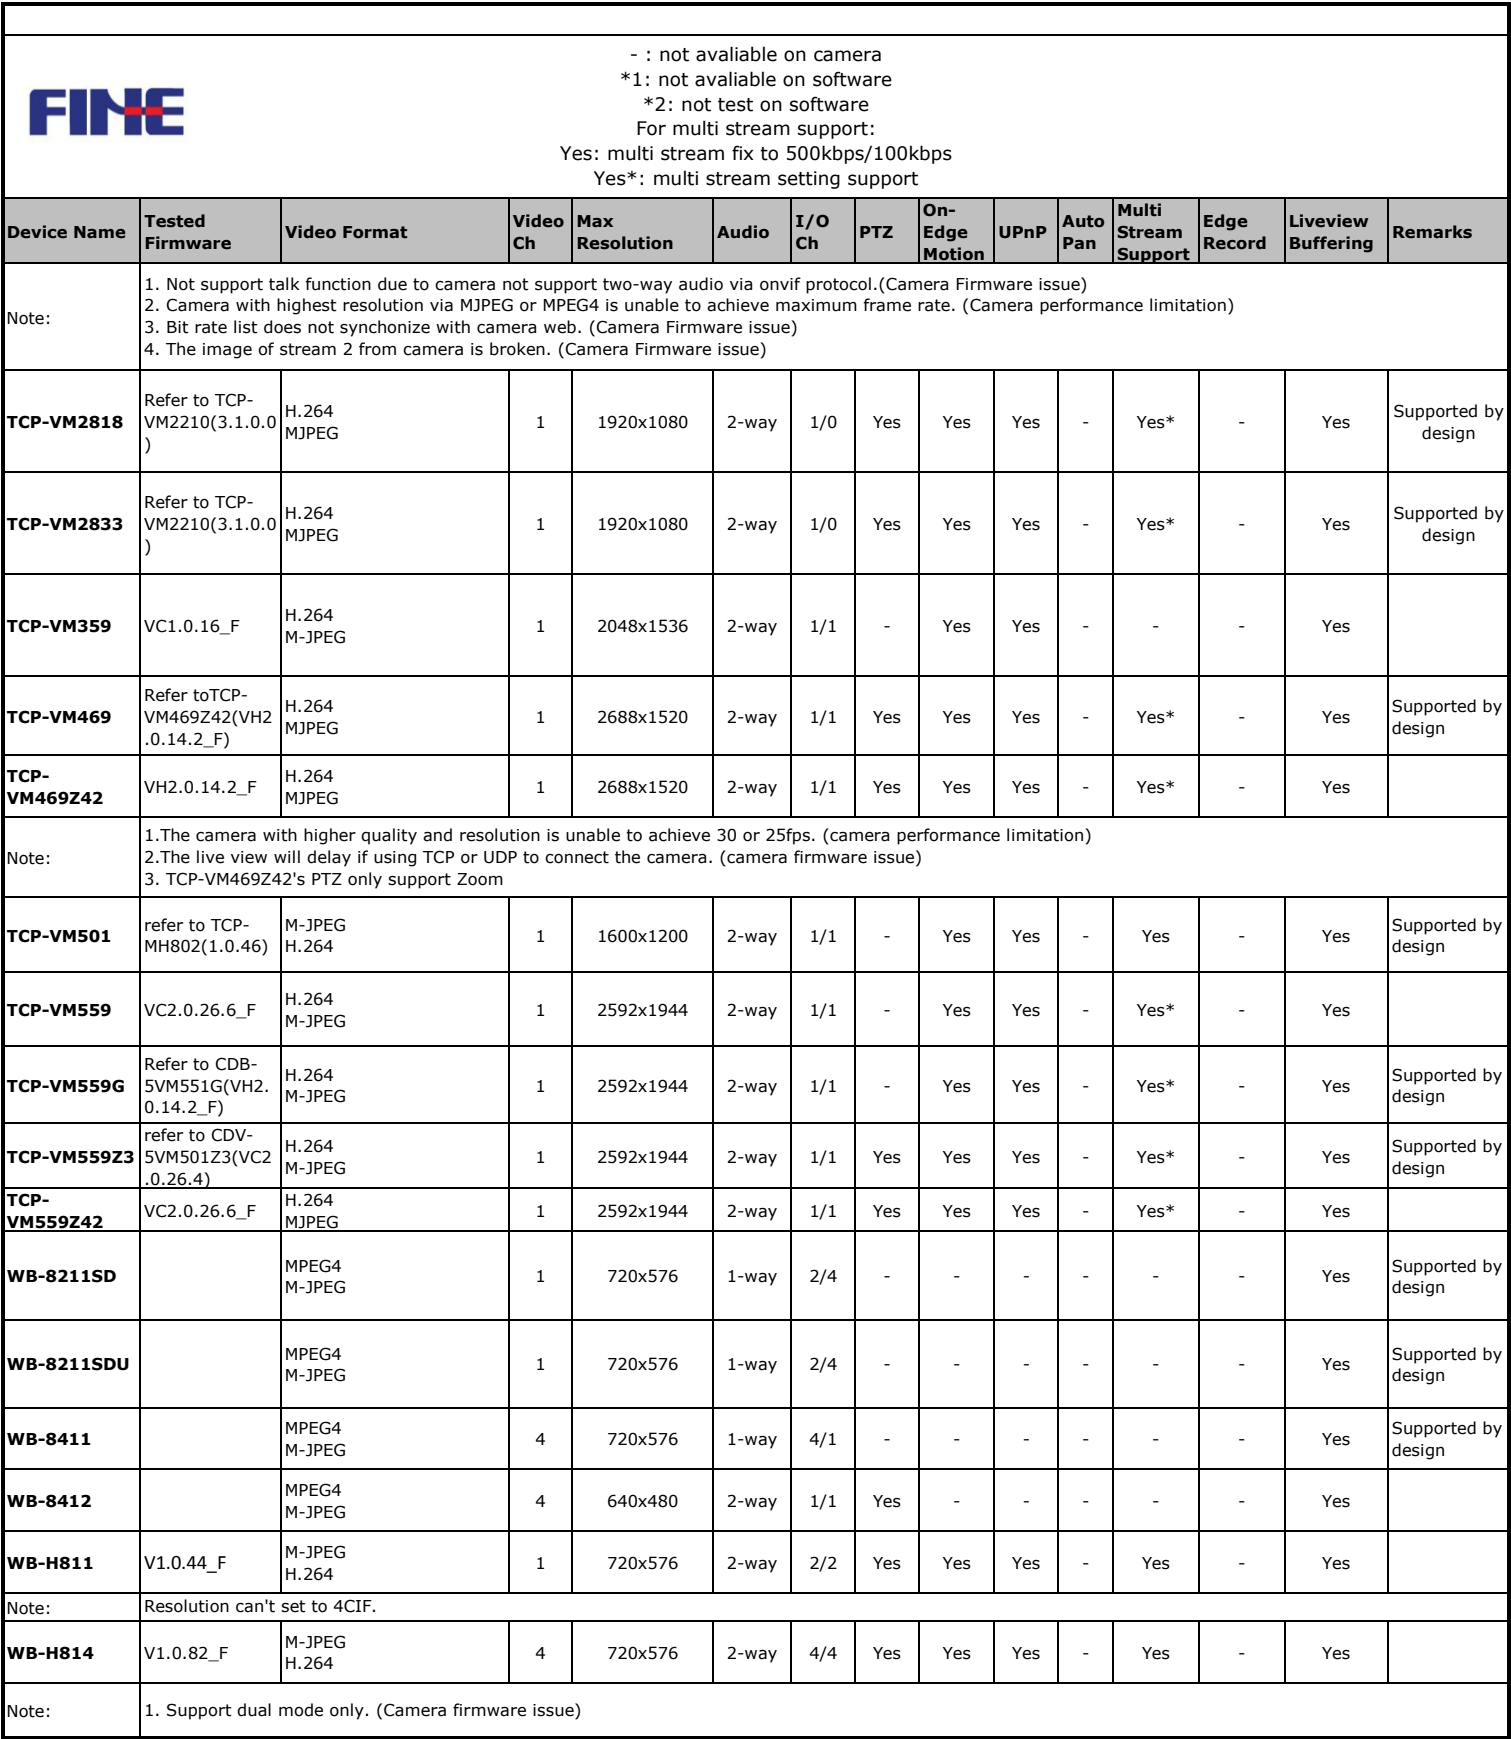 - : not avaliable on camera
*1: not avaliable on software
*2: not test on software
For multi stream support:
Yes: multi stream fix to 500kbps/100kbps
Yes*: multi stream setting support
FINE
Device Name Tested Firmware Video Format Video Ch Max Resolution Audio I/O Ch PTZ On-Edge Motion UPnP Auto Pan Multi Stream Support Edge Record Liveview Buffering Remarks
Note:
1. Not support talk function due to camera not support two-way audio via onvif protocol.(Camera Firmware issue)
2. Camera with highest resolution via MJPEG or MPEG4 is unable to achieve maximum frame rate. (Camera performance limitation)
3. Bit rate list does not synchonize with camera web. (Camera Firmware issue)
4. The image of stream 2 from camera is broken. (Camera Firmware issue)
TCP-VM2818 Refer to TCP-VM2210(3.1.0.0) H.264 MJPEG 1 1920x1080 2-way 1/0 Yes Yes Yes - Yes* - Yes Supported by design
TCP-VM2833 Refer to TCP-VM2210(3.1.0.0) H.264 MJPEG 1 1920x1080 2-way 1/0 Yes Yes Yes - Yes* - Yes Supported by design
TCP-VM359 VC1.0.16_F H.264 M-JPEG 1 2048x1536 2-way 1/1 - Yes Yes - - - Yes
TCP-VM469 Refer toTCP-VM469Z42(VH2.0.14.2_F) H.264 MJPEG 1 2688x1520 2-way 1/1 Yes Yes Yes - Yes* - Yes Supported by design
TCP-VM469Z42 VH2.0.14.2_F H.264 MJPEG 1 2688x1520 2-way 1/1 Yes Yes Yes - Yes* - Yes
Note:
1.The camera with higher quality and resolution is unable to achieve 30 or 25fps. (camera performance limitation)
2.The live view will delay if using TCP or UDP to connect the camera. (camera firmware issue)
3. TCP-VM469Z42's PTZ only support Zoom
TCP-VM501 refer to TCP-MH802(1.0.46) M-JPEG H.264 1 1600x1200 2-way 1/1 - Yes Yes - Yes - Yes Supported by design
TCP-VM559 VC2.0.26.6_F H.264 M-JPEG 1 2592x1944 2-way 1/1 - Yes Yes - Yes* - Yes
TCP-VM559G Refer to CDB-5VM551G(VH2.0.14.2_F) H.264 M-JPEG 1 2592x1944 2-way 1/1 - Yes Yes - Yes* - Yes Supported by design
TCP-VM559Z3 refer to CDV-5VM501Z3(VC2.0.26.4) H.264 M-JPEG 1 2592x1944 2-way 1/1 Yes Yes Yes - Yes* - Yes Supported by design
TCP-VM559Z42 VC2.0.26.6_F H.264 MJPEG 1 2592x1944 2-way 1/1 Yes Yes Yes - Yes* - Yes
WB-8211SD MPEG4 M-JPEG 1 720x576 1-way 2/4 - - - - - - Yes Supported by design
WB-8211SDU MPEG4 M-JPEG 1 720x576 1-way 2/4 - - - - - - Yes Supported by design
WB-8411 MPEG4 M-JPEG 4 720x576 1-way 4/1 - - - - - - Yes Supported by design
WB-8412 MPEG4 M-JPEG 4 640x480 2-way 1/1 Yes - - - - - Yes
WB-H811 V1.0.44_F M-JPEG H.264 1 720x576 2-way 2/2 Yes Yes Yes - Yes - Yes
Note: Resolution can't set to 4CIF.
WB-H814 V1.0.82_F M-JPEG H.264 4 720x576 2-way 4/4 Yes Yes Yes - Yes - Yes
Note: 1. Support dual mode only. (Camera firmware issue)